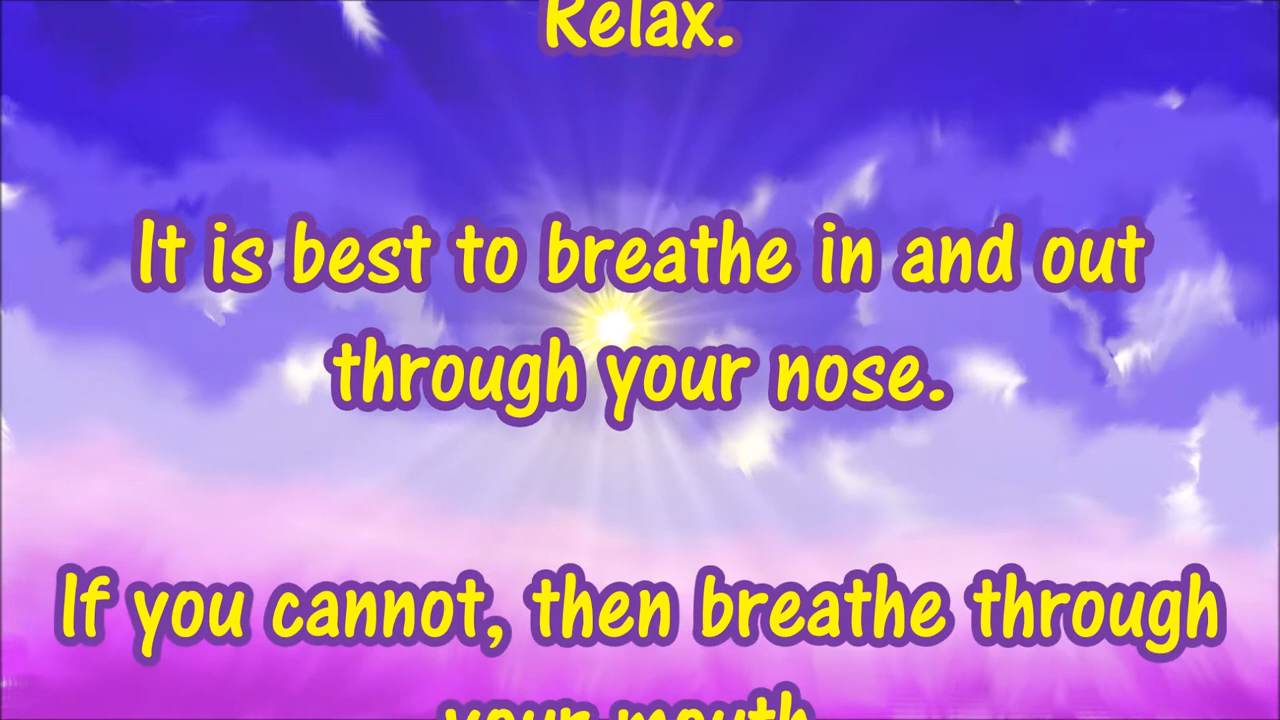 Relax.
It is best to breathe in and out
through your nose.
If you cannot, then breathe through
your mouth